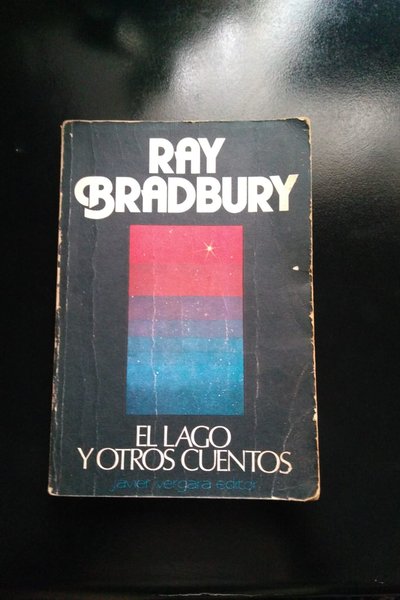 RAY
BRADBURY
EL LAGO
Y OTROS CUENTOS
javier vergara editor